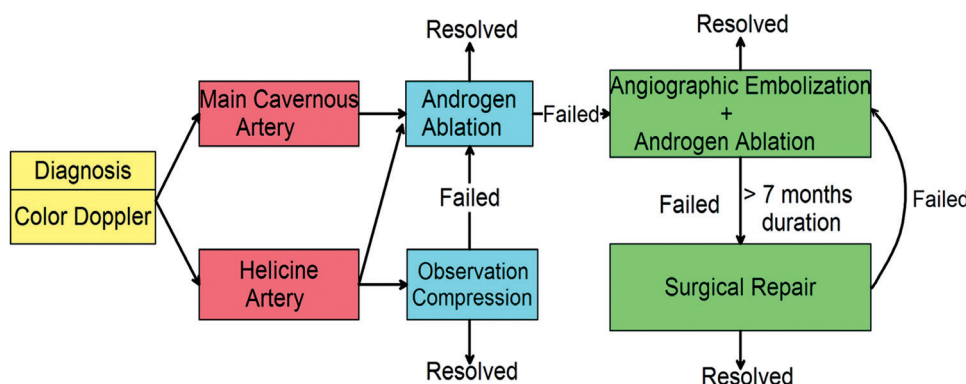 Diagnosis
Color Doppler
Main Cavernous
Artery
Helicine
Artery
Resolved
Androgen
Ablation
Failed
Observation
Compression
Resolved
Failed
Resolved
Angiographic Embolization
+
Androgen Ablation
Failed
> 7 months
duration
Failed
Surgical Repair
Resolved